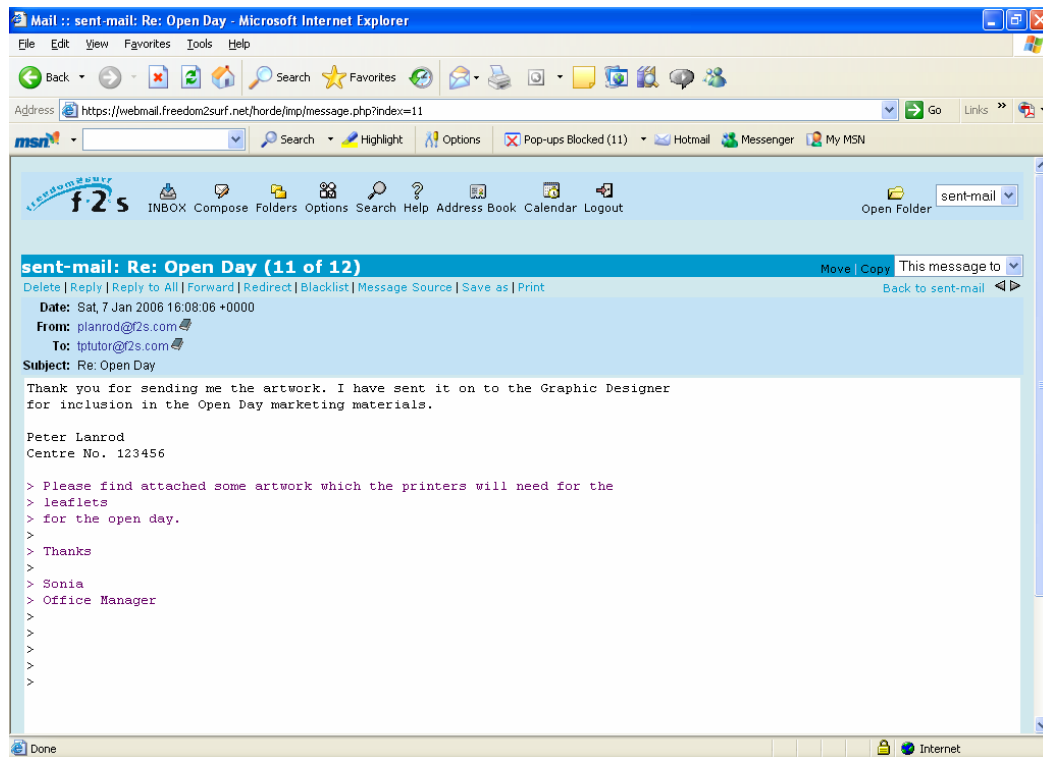 Mail :: sent-mail: Re: Open Day - Microsoft Internet Explorer
File Edit View Favorites Tools Help
Back Search Favorites
Address https://webmail.freedom2surf.net/horde/imp/message.php?index=11 Go Links »
msn Search Highlight Options Pop-ups Blocked (11) Hotmail Messenger My MSN
freedom2surf
f·2·s INBOX Compose Folders Options Search Help Address Book Calendar Logout Open Folder sent-mail
sent-mail: Re: Open Day (11 of 12) Move | Copy This message to
Delete | Reply | Reply to All | Forward | Redirect | Blacklist | Message Source | Save as | Print Back to sent-mail
Date: Sat, 7 Jan 2006 16:08:06 +0000
From: planrod@f2s.com
To: tptutor@f2s.com
Subject: Re: Open Day
Thank you for sending me the artwork. I have sent it on to the Graphic Designer
for inclusion in the Open Day marketing materials.
Peter Lanrod
Centre No. 123456
> Please find attached some artwork which the printers will need for the
> leaflets
> for the open day.
>
> Thanks
>
> Sonia
> Office Manager
>
>
>
>
>
Done Internet